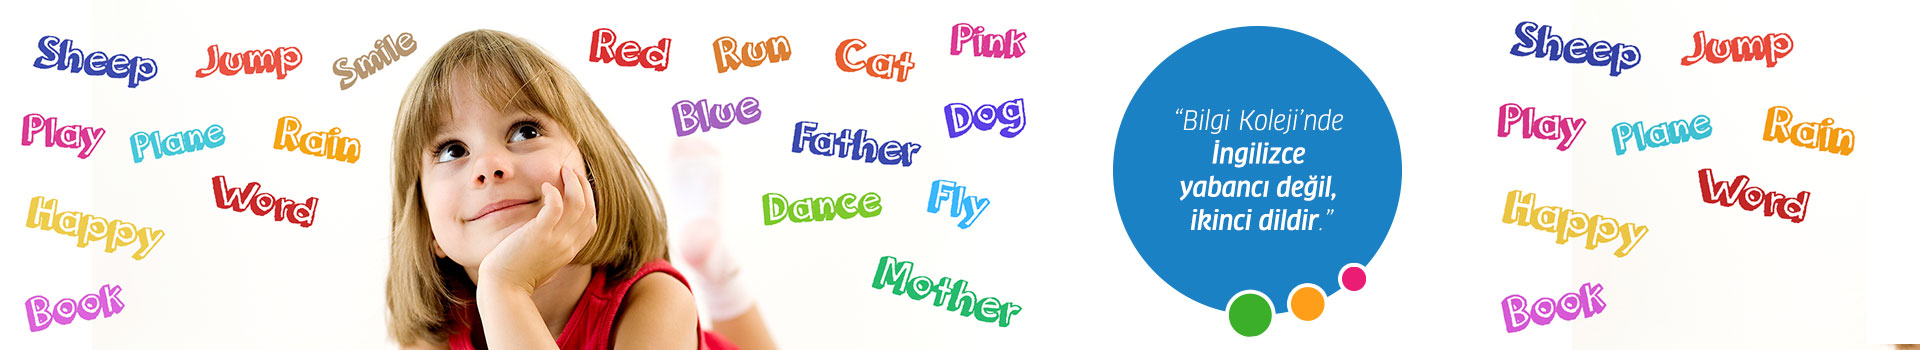 Sheep Jump Smile
Play Plane Rain
Word
Happy
Book
Red Run Cat Pink
Blue Father Dog
Dance Fly
Mother
“Bilgi Koleji’nde
İngilizce
yabancı değil,
ikinci dildir.”
Sheep Jump
Play Plane Rain
Word
Happy
Book